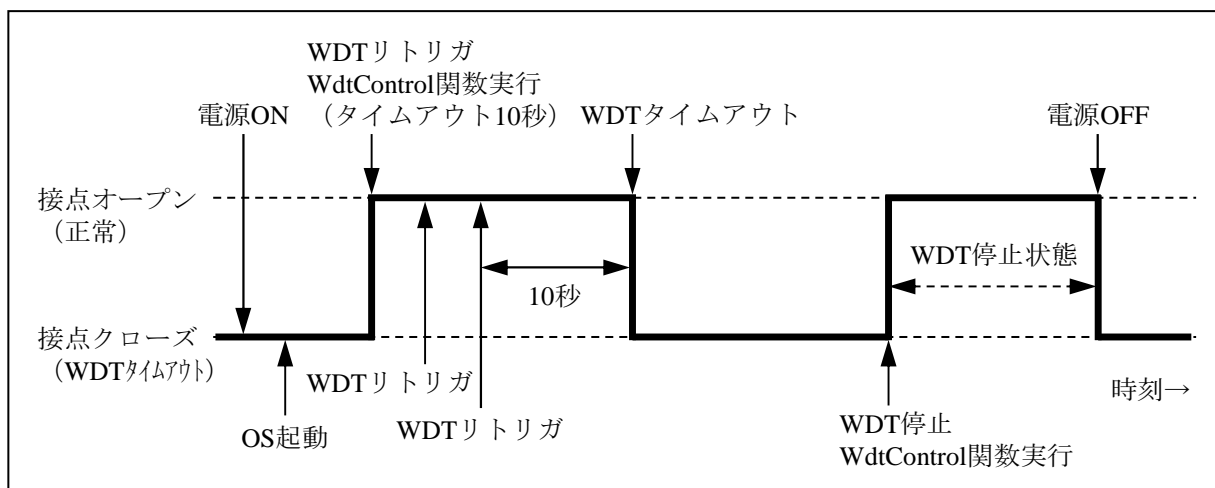 WDTリトリガ
WdtControl関数実行
（タイムアウト10秒）
電源ON
WDTタイムアウト
電源OFF
接点オープン
（正常）
WDT停止状態
10秒
接点クローズ
（WDTﾀｲﾑｱｳﾄ）
WDTリトリガ
時刻→
WDTリトリガ
OS起動
WDT停止
WdtControl関数実行